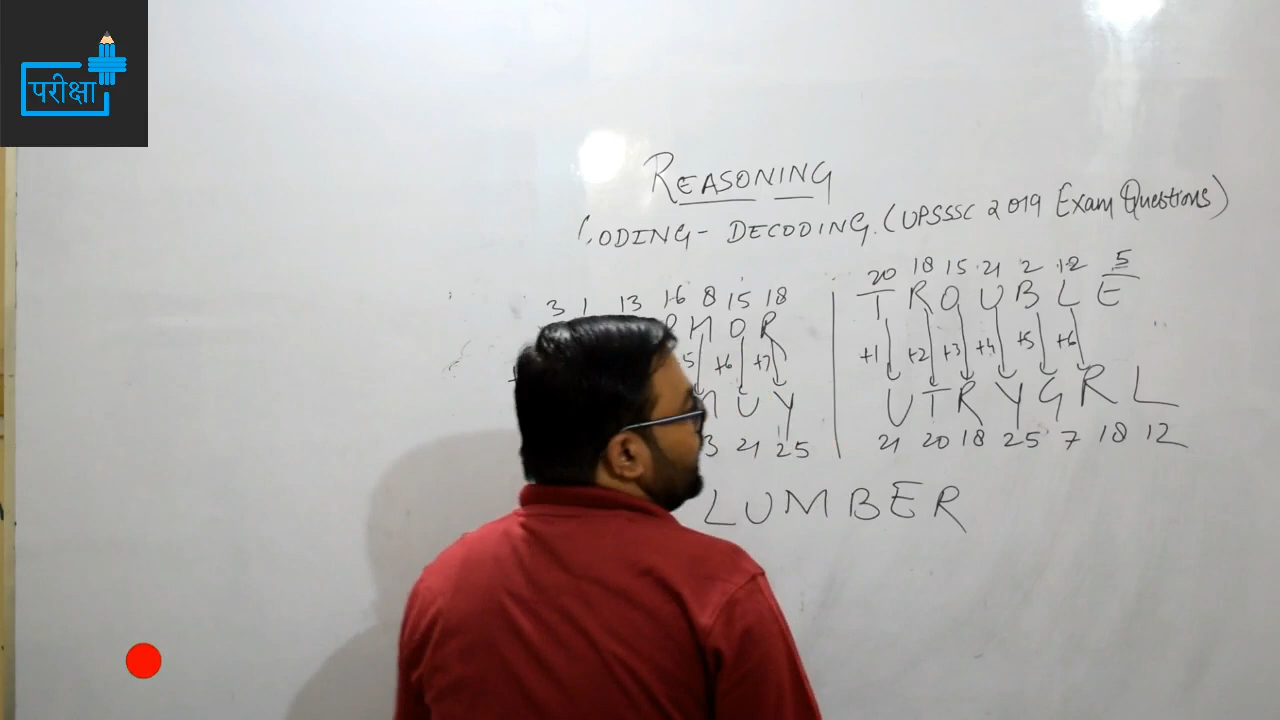 परीक्षा
REASONING
CODING - DECODING. (UPSSSC 2019 Exam Questions)
3 1 13 16 8 15 18
H O R
5 +6 +7
U Y
3 21 25
20 18 15 21 2 12 5
T R O U B L E
+1 +2 +3 +4 +5 +6
U T R Y G R L
21 20 18 25 7 18 12
LUMBER